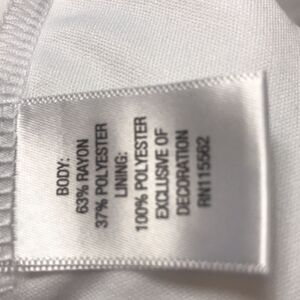 BODY:
63% RAYON
37% POLYESTER
LINING:
100% POLYESTER
EXCLUSIVE OF
DECORATION
RN115562